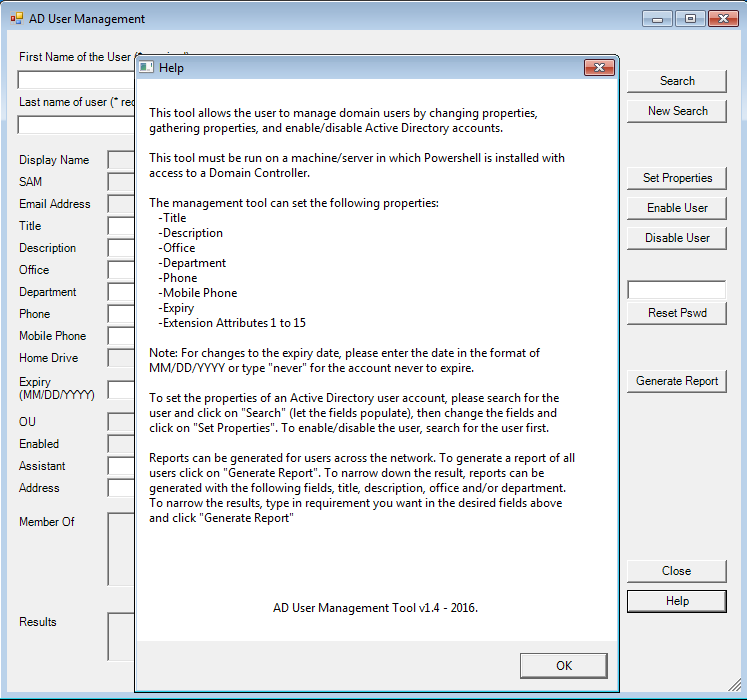 AD User Management
First Name of the User (*
Last name of user (* req
Display Name
SAM
Email Address
Title
Description
Office
Department
Phone
Mobile Phone
Home Drive
Expiry
(MM/DD/YYYY)
OU
Enabled
Assistant
Address
Member Of
Results
Help
This tool allows the user to manage domain users by changing properties,
gathering properties, and enable/disable Active Directory accounts.
This tool must be run on a machine/server in which Powershell is installed with
access to a Domain Controller.
The management tool can set the following properties:
-Title
-Description
-Office
-Department
-Phone
-Mobile Phone
-Expiry
-Extension Attributes 1 to 15
Note: For changes to the expiry date, please enter the date in the format of
MM/DD/YYYY or type "never" for the account never to expire.
To set the properties of an Active Directory user account, please search for the
user and click on "Search" (let the fields populate), then change the fields and
click on "Set Properties". To enable/disable the user, search for the user first.
Reports can be generated for users across the network. To generate a report of all
users click on "Generate Report". To narrow down the result, reports can be
generated with the following fields, title, description, office and/or department.
To narrow the results, type in requirement you want in the desired fields above
and click "Generate Report"
AD User Management Tool v1.4 - 2016.
OK
Search
New Search
Set Properties
Enable User
Disable User
Reset Pswd
Generate Report
Close
Help